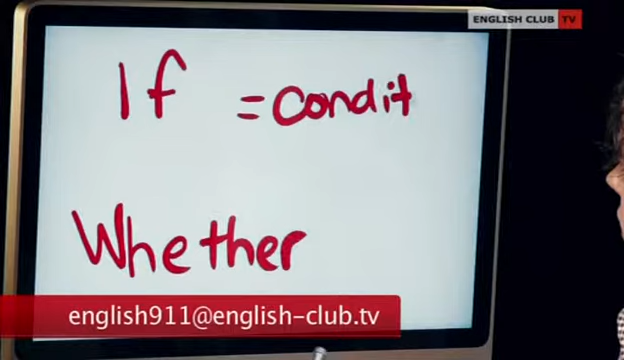 ENGLISH CLUB TV
If = condit
Whether
english911@english-club.tv